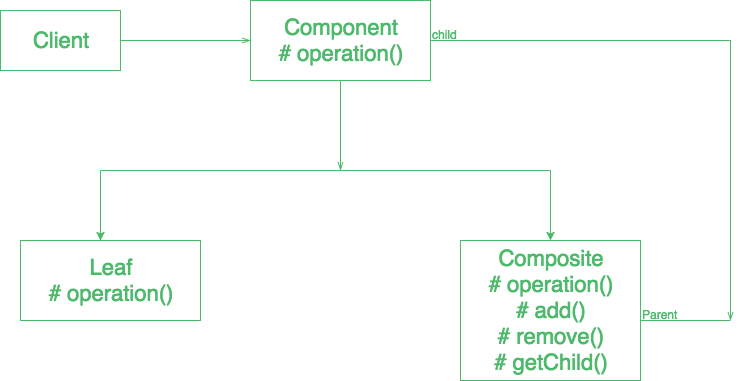 Client
Component
# operation()
child
Leaf
# operation()
Composite
# operation()
# add()
# remove()
# getChild()
Parent